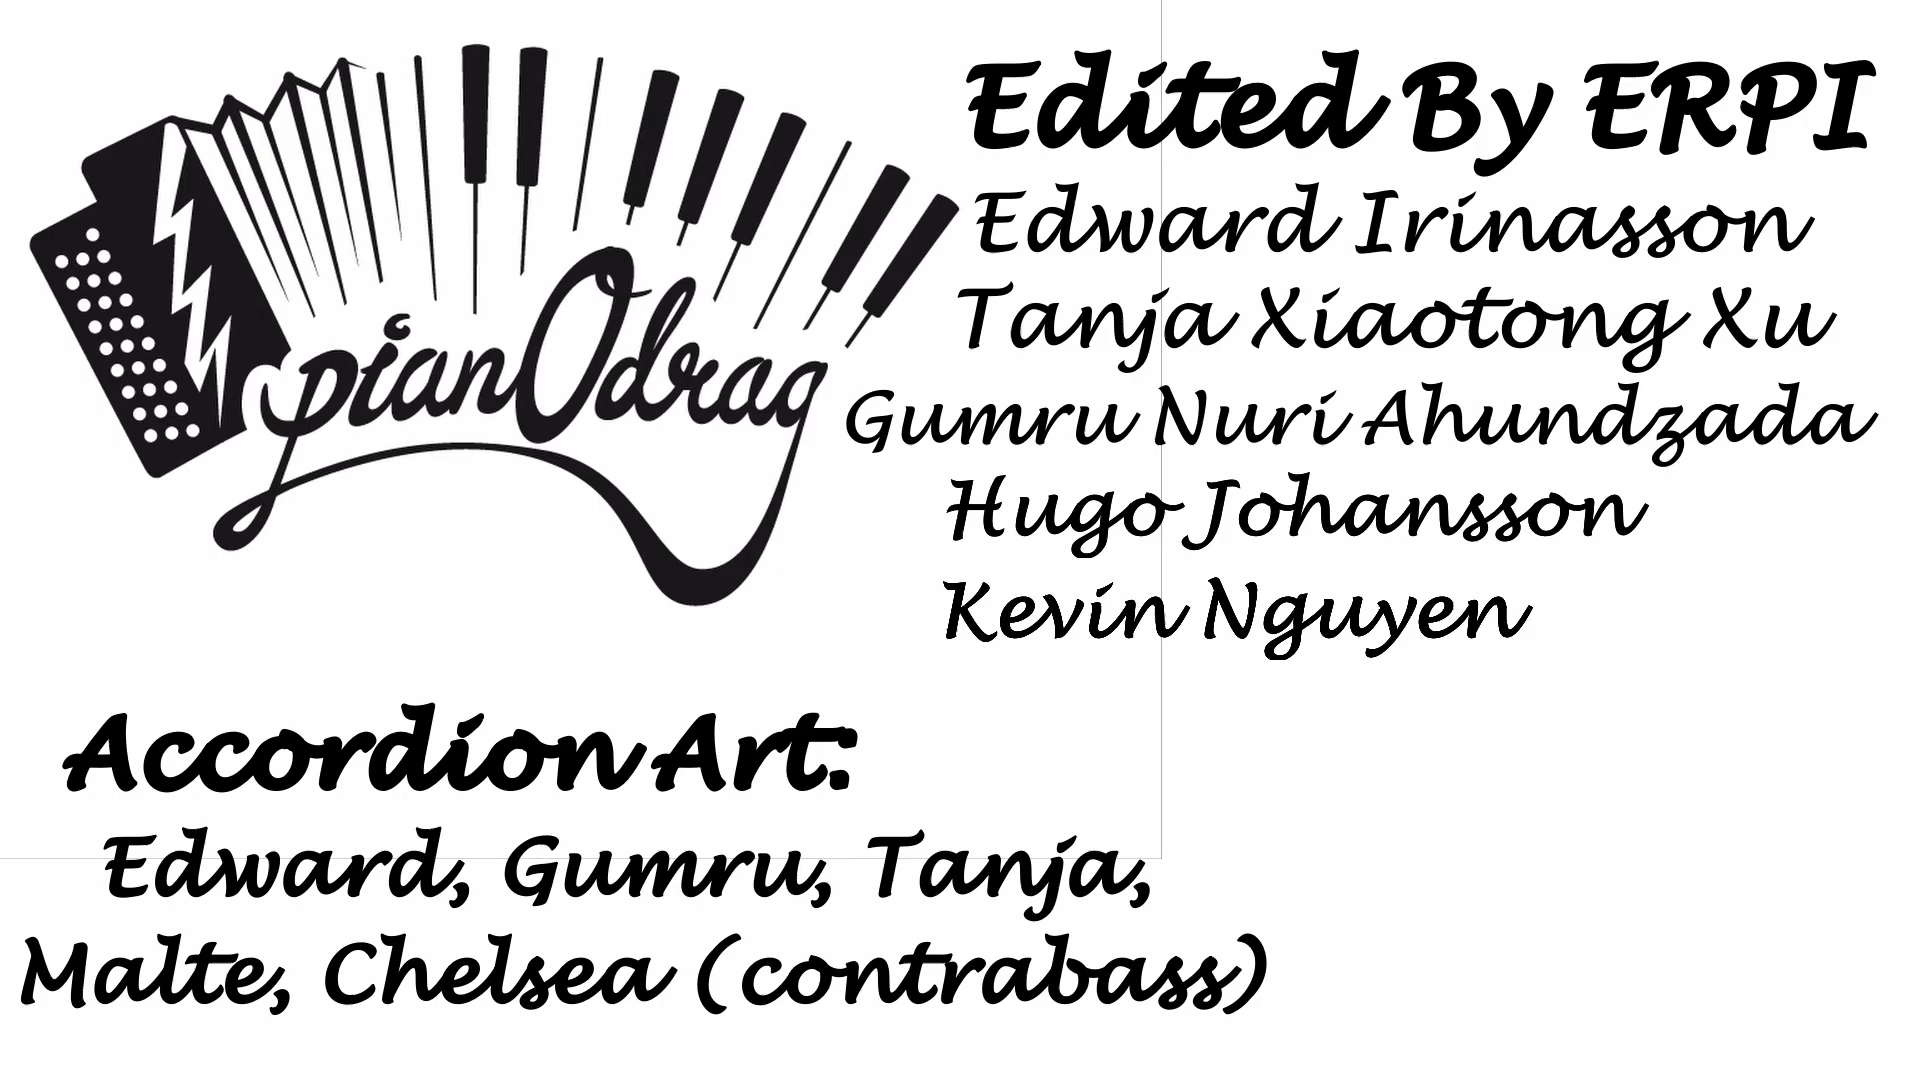 pianOdrag
Edited By ERPI
Edward Irinasson
Tanja Xiaotong Xu
Gumru Nuri Ahundzada
Hugo Johansson
Kevin Nguyen
Accordion Art:
Edward, Gumru, Tanja,
Malte, Chelsea (contrabass)